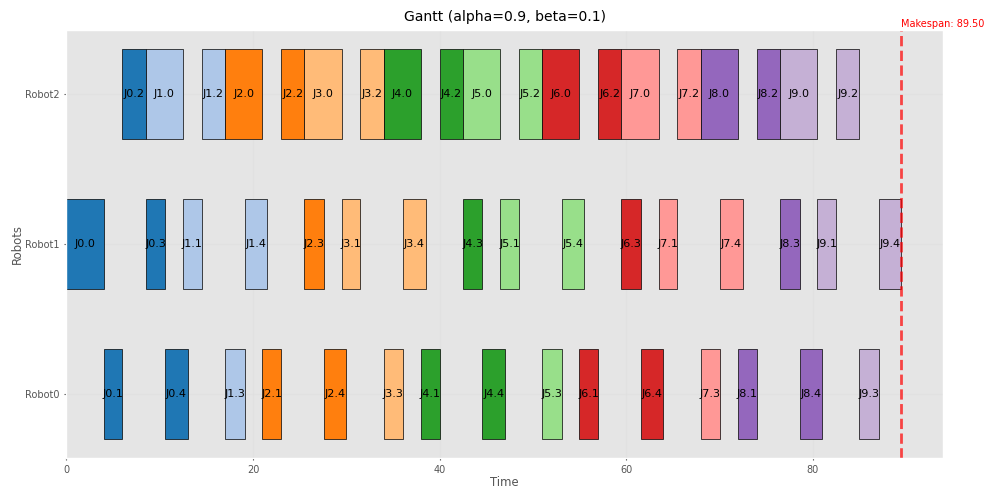 Gantt (alpha=0.9, beta=0.1)
Makespan: 89.50
Robot2
J0.2 J1.0 J1.2 J2.0 J2.2 J3.0 J3.2 J4.0 J4.2 J5.0 J5.2 J6.0 J6.2 J7.0 J7.2 J8.0 J8.2 J9.0 J9.2
Robot1
J0.0 J0.3 J1.1 J1.4 J2.3 J3.1 J3.4 J4.3 J5.1 J5.4 J6.3 J7.1 J7.4 J8.3 J9.1 J9.4
Robot0
J0.1 J0.4 J1.3 J2.1 J2.4 J3.3 J4.1 J4.4 J5.3 J6.1 J6.4 J7.3 J8.1 J8.4 J9.3
Robots
0 20 40 60 80
Time